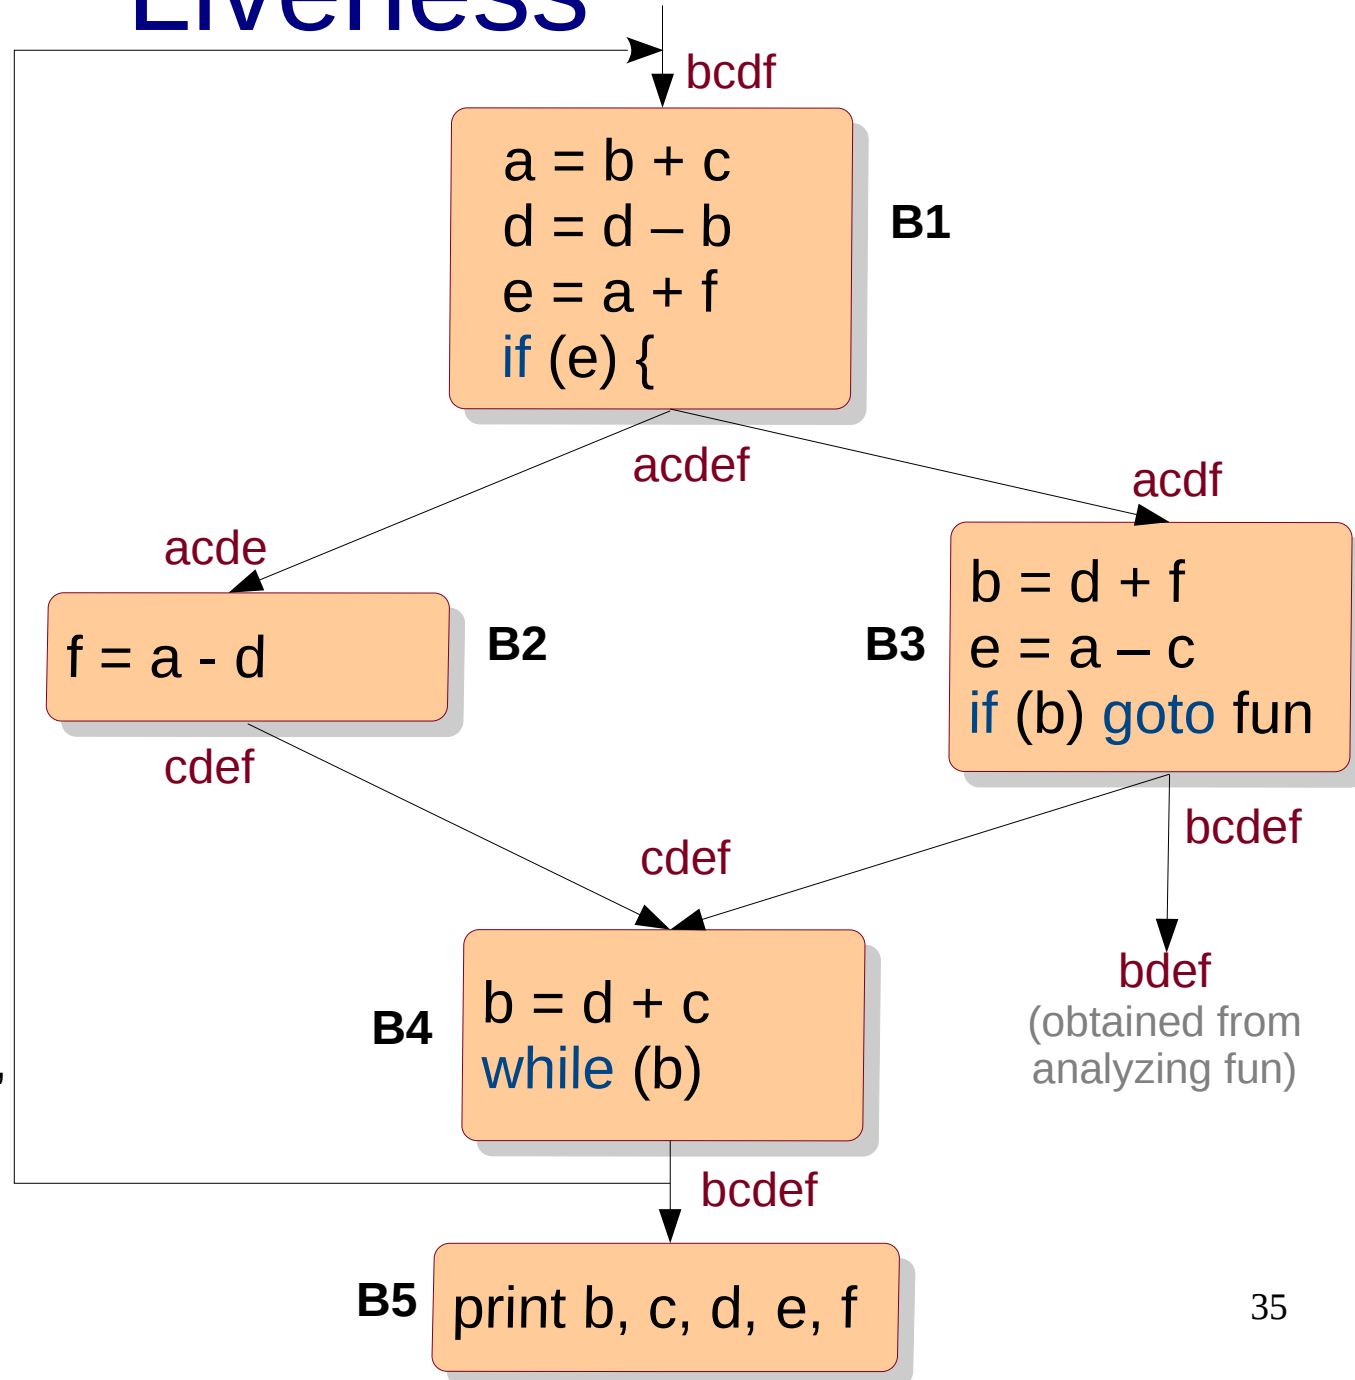 Liveness
bcdf
a = b + c
d = d – b
e = a + f
if (e) {
B1
acdef
acdf
acde
f = a - d
B2
B3
b = d + f
e = a – c
if (b) goto fun
cdef
bcdef
cdef
bdef
(obtained from
analyzing fun)
B4
b = d + c
while (b)
,
bcdef
B5
print b, c, d, e, f
35